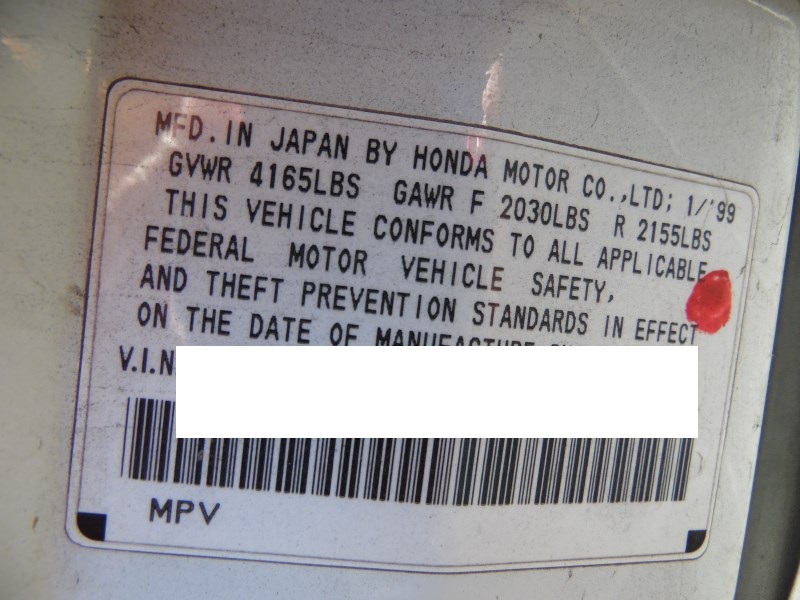 MFD.IN JAPAN BY HONDA MOTOR CO.,LTD; 1/'99
GVWR 4165LBS GAWR F 2030LBS R 2155LBS
THIS VEHICLE CONFORMS TO ALL APPLICABLE
FEDERAL MOTOR VEHICLE SAFETY,
AND THEFT PREVENTION STANDARDS IN EFFECT
ON THE DATE OF MANUFACTURE
V.I.N
MPV